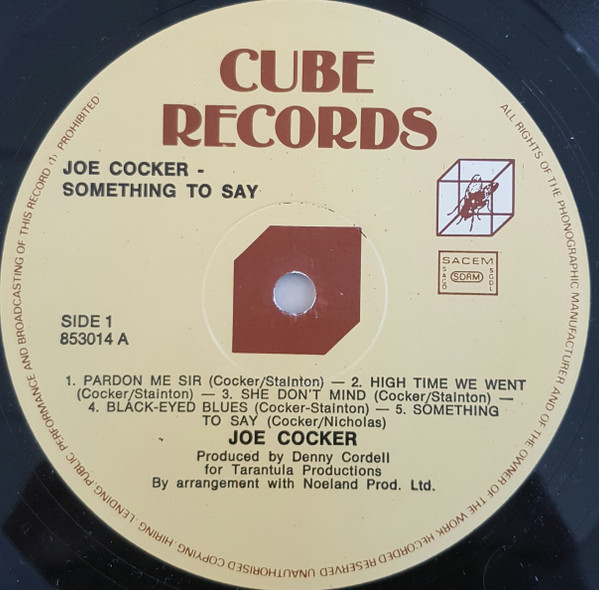 CUBE
RECORDS
JOE COCKER -
SOMETHING TO SAY
SACEM
SACD
SDRM
SGDL
SIDE 1
853014 A
1. PARDON ME SIR (Cocker/Stainton) — 2. HIGH TIME WE WENT
(Cocker/Stainton) — 3. SHE DON'T MIND (Cocker/Stainton) —
4. BLACK-EYED BLUES (Cocker-Stainton) — 5. SOMETHING
TO SAY (Cocker/Nicholas)
JOE COCKER
Produced by Denny Cordell
for Tarantula Productions
By arrangement with Noeland Prod. Ltd.
ALL RIGHTS OF THE PHONOGRAPHIC MANUFACTURER AND OF THE OWNER OF THE WORK RECORDED RESERVED UNAUTHORISED COPYING, HIRING, LENDING, PUBLIC PERFORMANCE AND BROADCASTING OF THIS RECORD (1) PROHIBITED